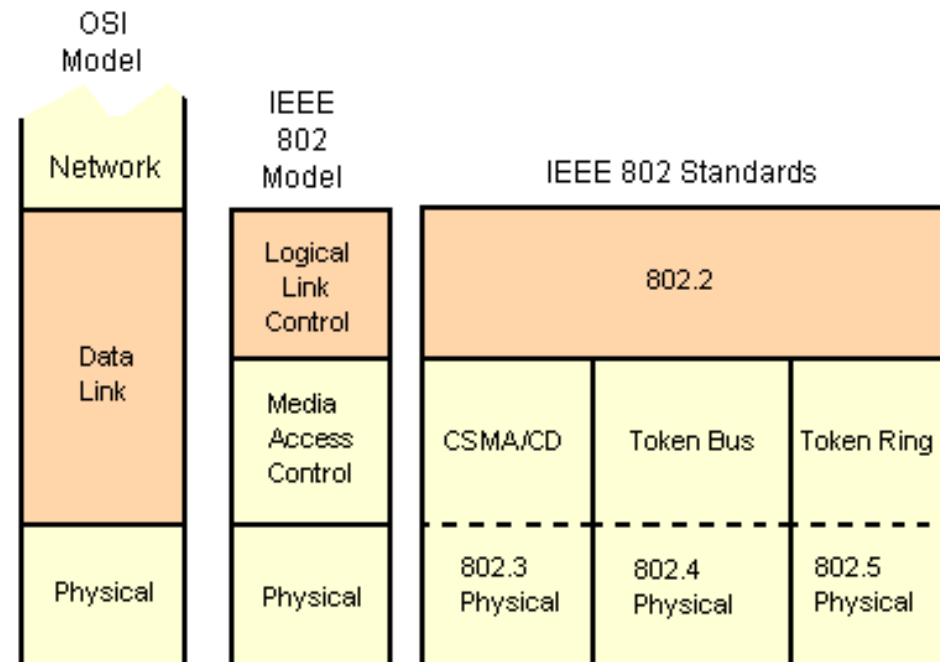 OSI
Model
Network
Data
Link
Physical
IEEE
802
Model
Logical
Link
Control
Media
Access
Control
Physical
IEEE 802 Standards
802.2
CSMA/CD
Token Bus
Token Ring
802.3
Physical
802.4
Physical
802.5
Physical